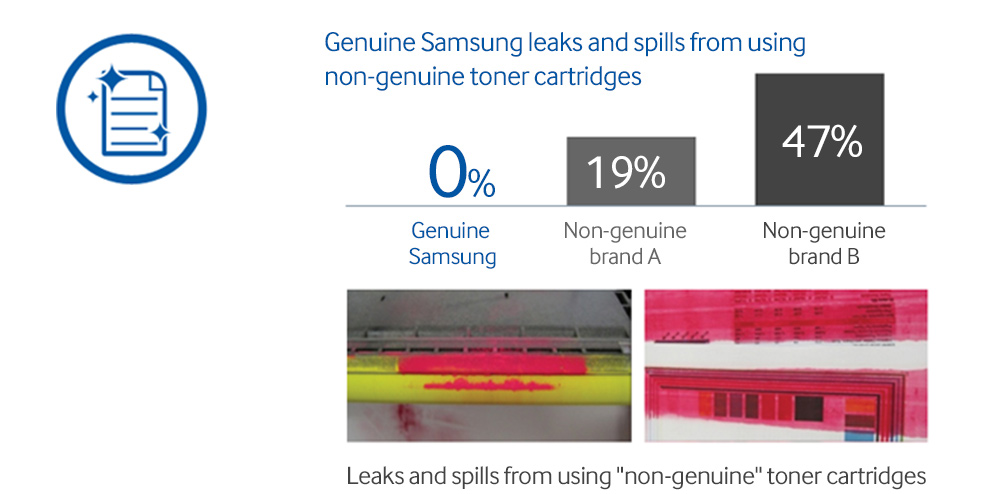 Genuine Samsung leaks and spills from using
non-genuine toner cartridges
0%
19%
47%
Genuine
Samsung
Non-genuine
brand A
Non-genuine
brand B
Leaks and spills from using "non-genuine" toner cartridges